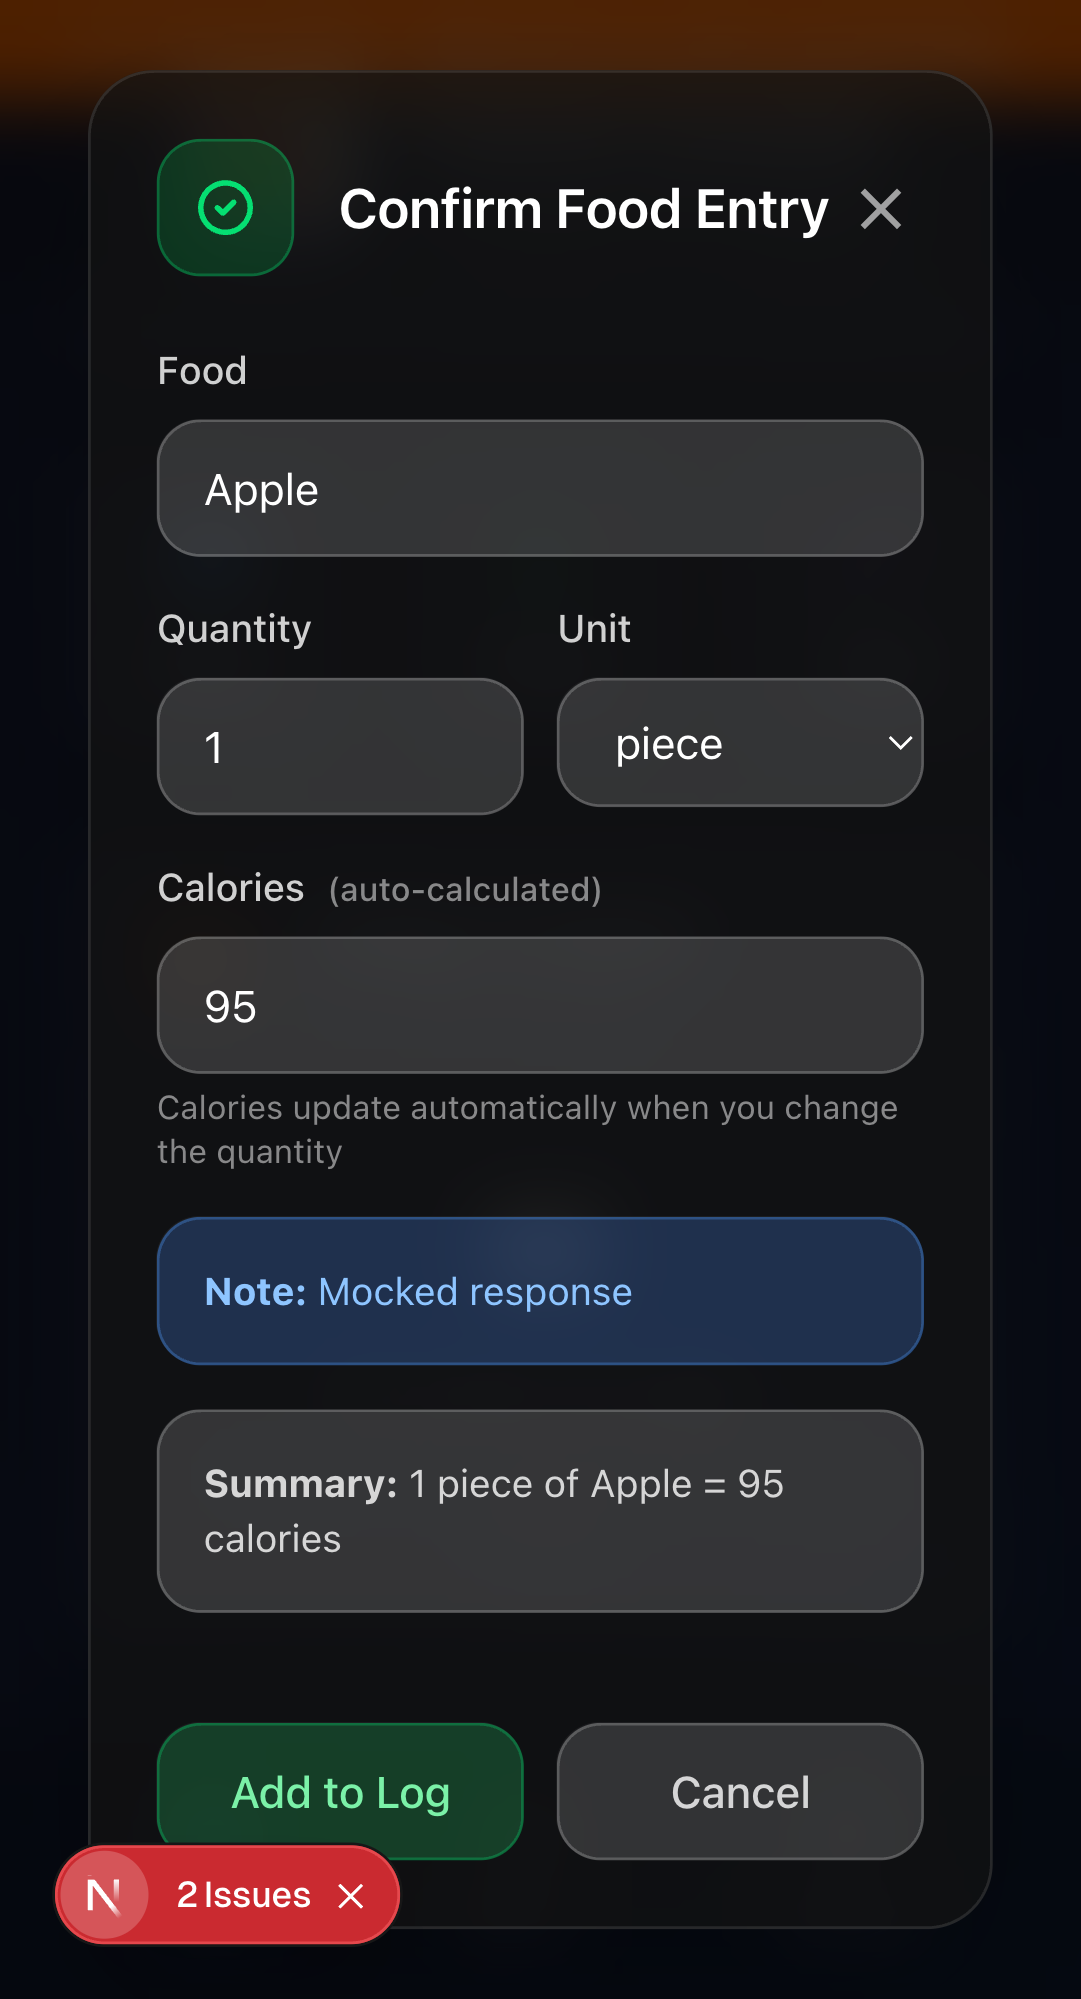 Confirm Food Entry
Food
Apple
Quantity
Unit
1
piece
Calories (auto-calculated)
95
Calories update automatically when you change
the quantity
Note: Mocked response
Summary: 1 piece of Apple = 95
calories
Add to Log
Cancel
N
2 Issues